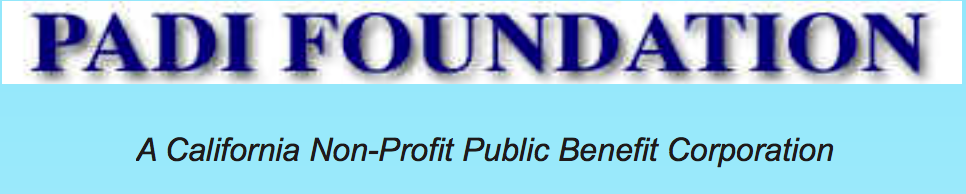 PADI FOUNDATION
A California Non-Profit Public Benefit Corporation